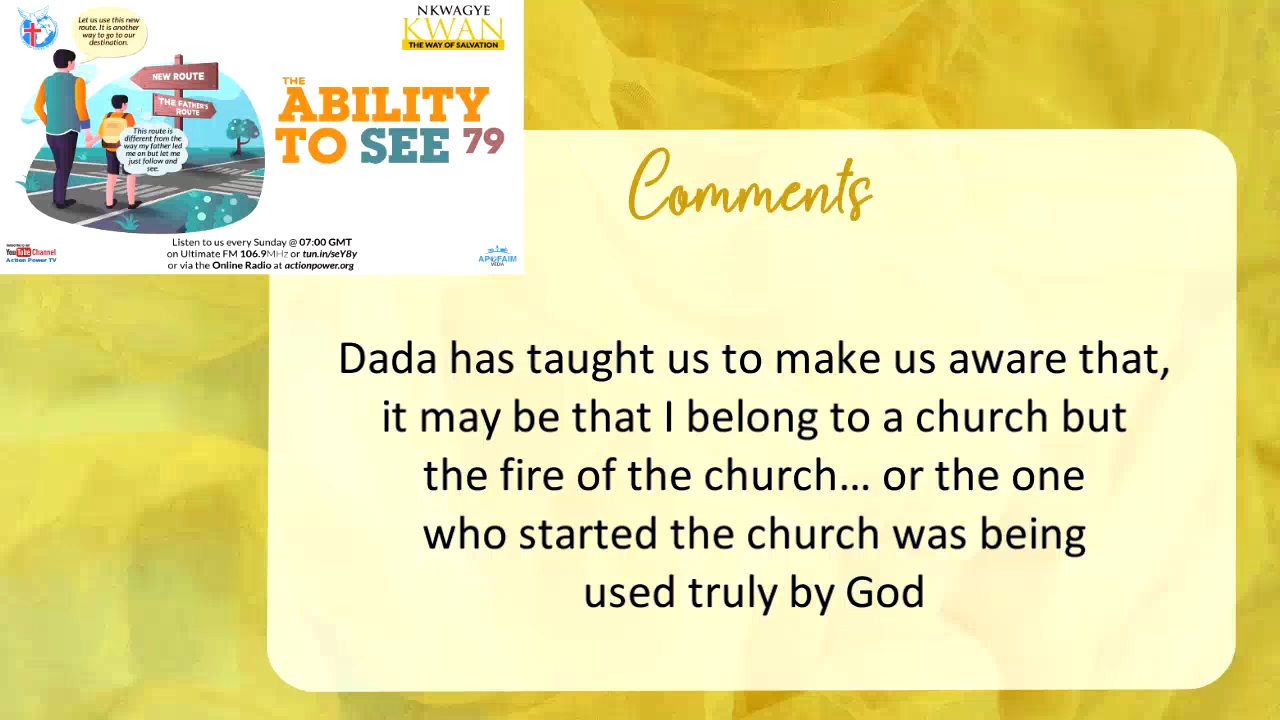 Let us use this new
route. It is another
way to go to our
destination.
NEW ROUTE
THE FATHER'S
ROUTE
This route is
different from the
way my father led
me on but let me
just follow and
see.
NKWAGYE
KWAN
THE WAY OF SALVATION
THE
ABILITY
TO SEE 79
Listen to us every Sunday @ 07:00 GMT
on Ultimate FM 106.9MHz or tun.in/seY8y
or via the Online Radio at actionpower.org
YouTube Channel
Action Power TV
APOFAIM
MEDIA
Comments
Dada has taught us to make us aware that,
it may be that I belong to a church but
the fire of the church... or the one
who started the church was being
used truly by God